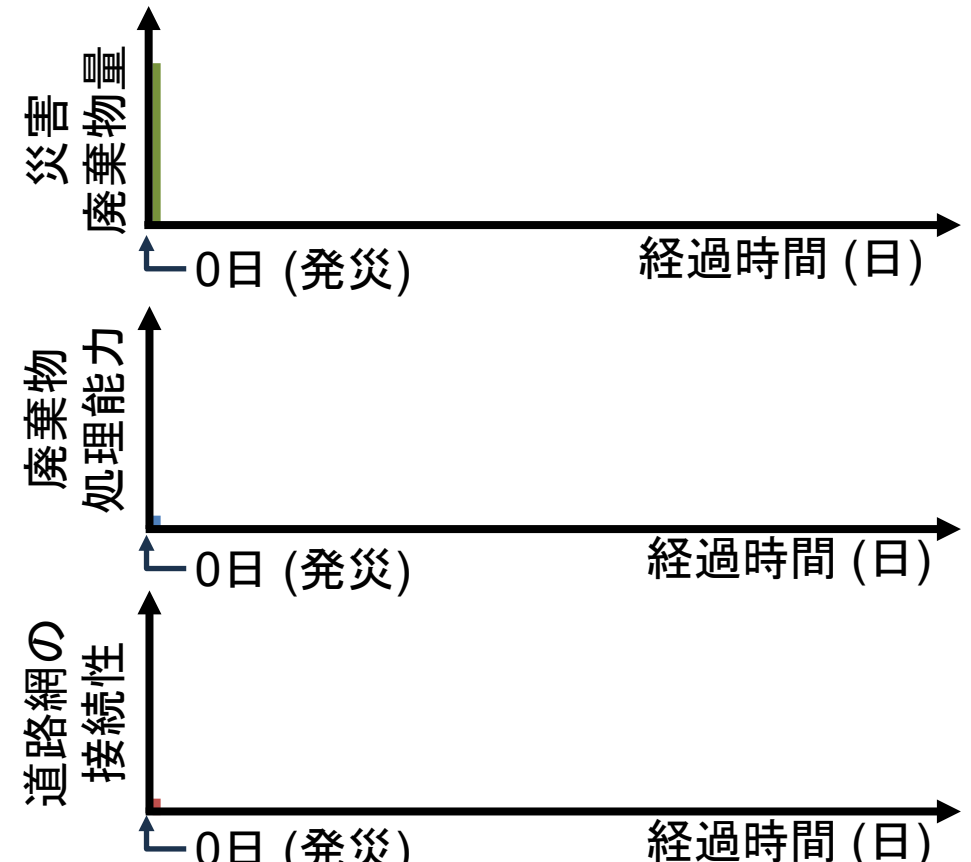 災害
廃棄物量
0日 (発災)
経過時間 (日)
廃棄物
処理能力
0日 (発災)
経過時間 (日)
道路網の
接続性
0日 (発災)
経過時間 (日)